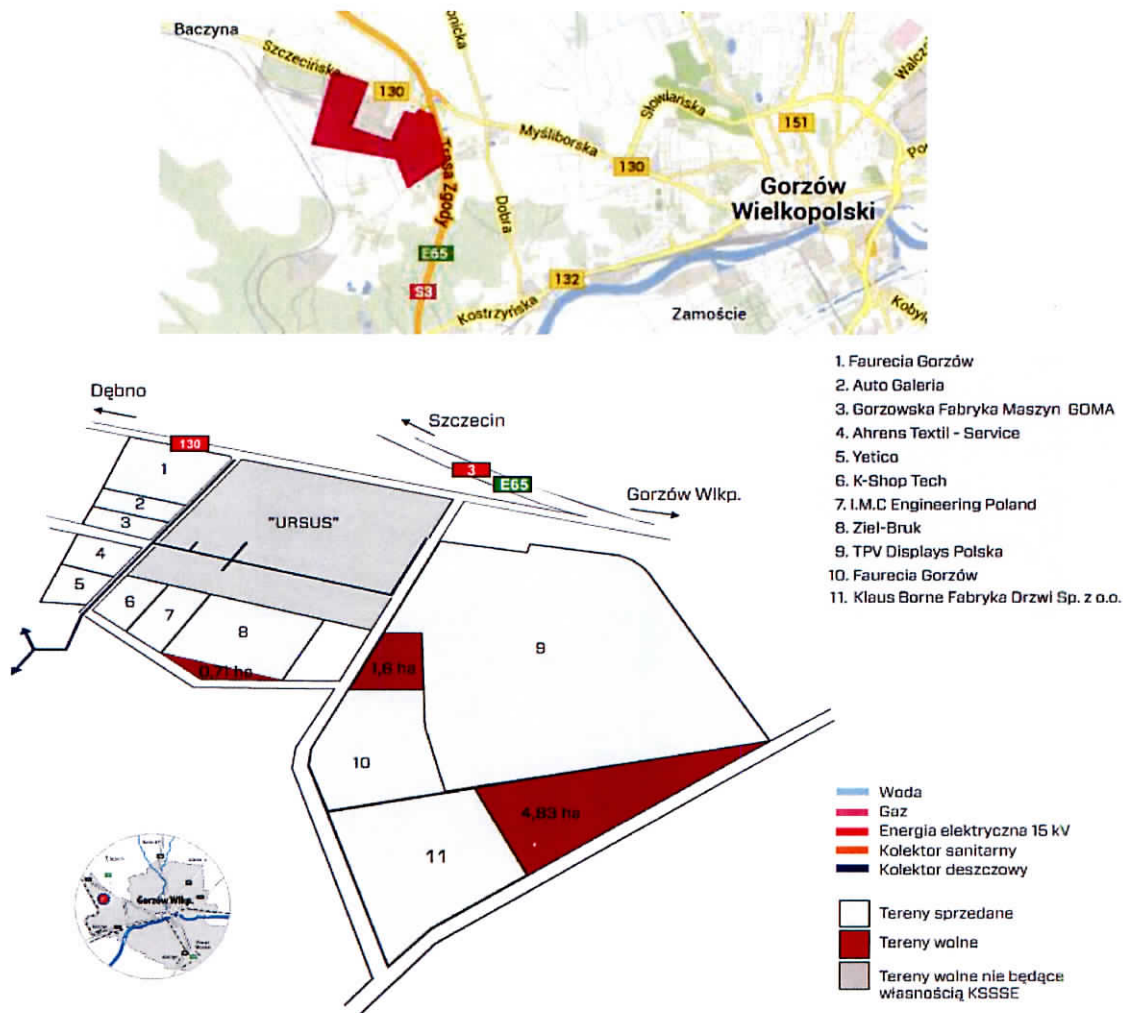 Baczyna
Szczecińska
130
Słowiańska
151
Myśliborska
130
Trasa Zgody
Dobra
Gorzów
Wielkopolski
E65
S3
132
Kostrzyńska
Zamoście
1. Faurecia Gorzów
2. Auto Galeria
3. Gorzowska Fabryka Maszyn GOMA
4. Ahrens Textil - Service
5. Yetico
6. K-Shop Tech
7. I.M.C Engineering Poland
8. Ziel-Bruk
9. TPV Displays Polska
10. Faurecia Gorzów
11. Klaus Borne Fabryka Drzwi Sp. z o.o.
Dębno
130
Szczecin
3
E65
Gorzów Wlkp.
1
2
3
"URSUS"
4
5
6
7
8
9
0,71 ha
1,6 ha
10
4,83 ha
11
Woda
Gaz
Energia elektryczna 15 kV
Kolektor sanitarny
Kolektor deszczowy
Gorzów Wlkp.
Tereny sprzedane
Tereny wolne
Tereny wolne nie będące
własnością KSSSE